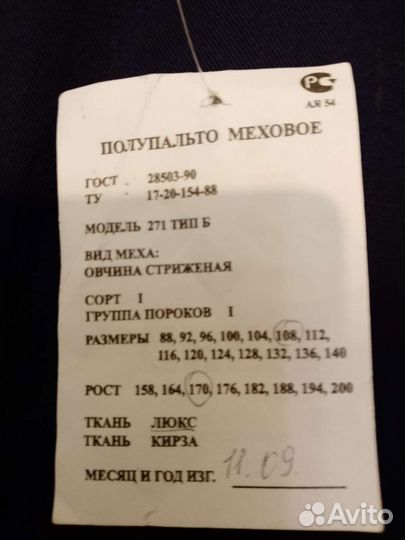 РС
АЯ 54
ПОЛУПАЛЬТО МЕХОВОЕ
ГОСТ 28503-90
ТУ 17-20-154-88
МОДЕЛЬ 271 ТИП Б
ВИД МЕХА:
ОВЧИНА СТРИЖЕНАЯ
СОРТ I
ГРУППА ПОРОКОВ I
РАЗМЕРЫ 88, 92, 96, 100, 104, 108, 112,
116, 120, 124, 128, 132, 136, 140
РОСТ 158, 164, 170, 176, 182, 188, 194, 200
ТКАНЬ ЛЮКС
ТКАНЬ КИРЗА
МЕСЯЦ И ГОД ИЗГ. 11.09.
Avito